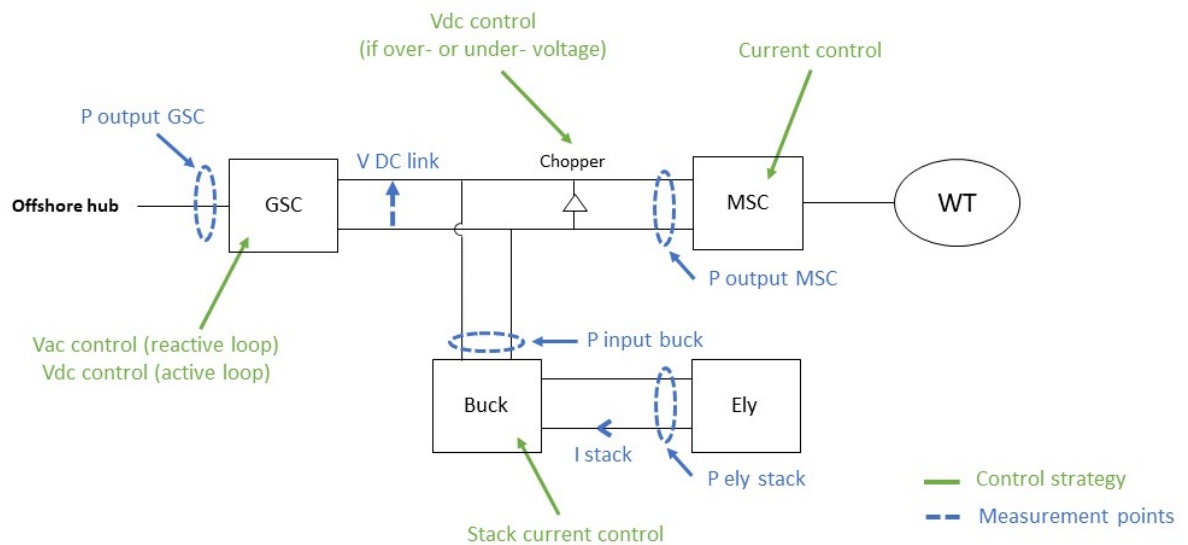 Vdc control
(if over- or under- voltage)
Current control
P output GSC
V DC link
Chopper
Offshore hub
GSC
MSC
WT
P output MSC
Vac control (reactive loop)
Vdc control (active loop)
P input buck
Buck
Ely
I stack
P ely stack
Control strategy
Measurement points
Stack current control